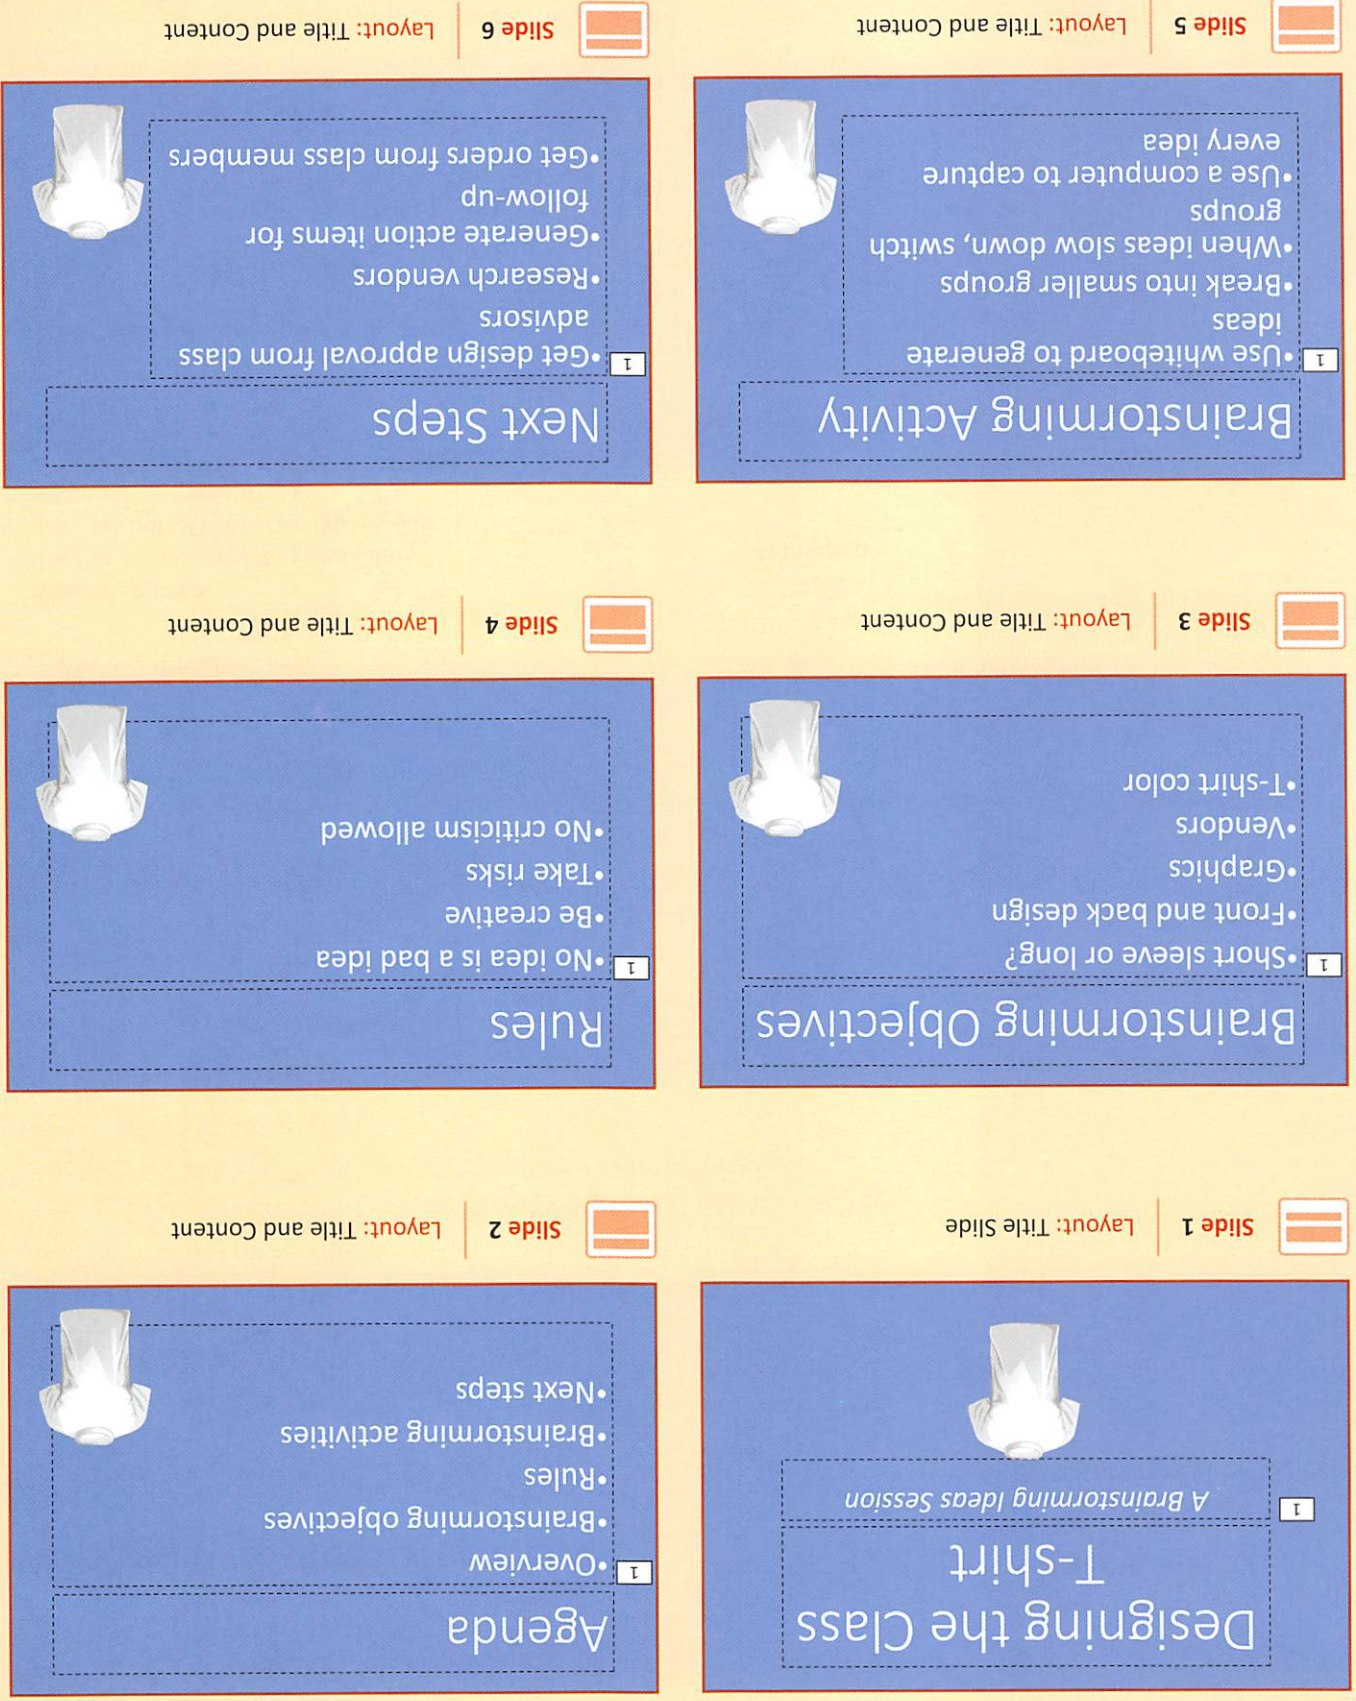 Designing the Class
T-shirt
1
A Brainstorming Ideas Session
Slide 1
Layout: Title Slide
Agenda
1
•Overview
•Brainstorming objectives
•Rules
•Brainstorming activities
•Next steps
Slide 2
Layout: Title and Content
Brainstorming Objectives
1
•Short sleeve or long?
•Front and back design
•Graphics
•Vendors
•T-shirt color
Slide 3
Layout: Title and Content
Rules
1
•No idea is a bad idea
•Be creative
•Take risks
•No criticism allowed
Slide 4
Layout: Title and Content
Brainstorming Activity
1
•Use whiteboard to generate
ideas
•Break into smaller groups
•When ideas slow down, switch
groups
•Use a computer to capture
every idea
Slide 5
Layout: Title and Content
Next Steps
1
•Get design approval from class
advisors
•Research vendors
•Generate action items for
follow-up
•Get orders from class members
Slide 6
Layout: Title and Content